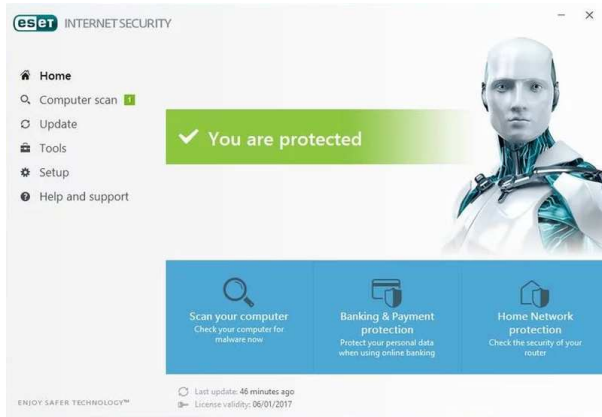 eset INTERNET SECURITY
Home
Computer scan 1
Update
Tools
Setup
Help and support
You are protected
Scan your computer
Check your computer for
malware now
Banking & Payment
protection
Protect your personal data
when using online banking
Home Network
protection
Check the security of your
router
ENJOY SAFER TECHNOLOGY™
Last update: 46 minutes ago
License validity: 06/01/2017